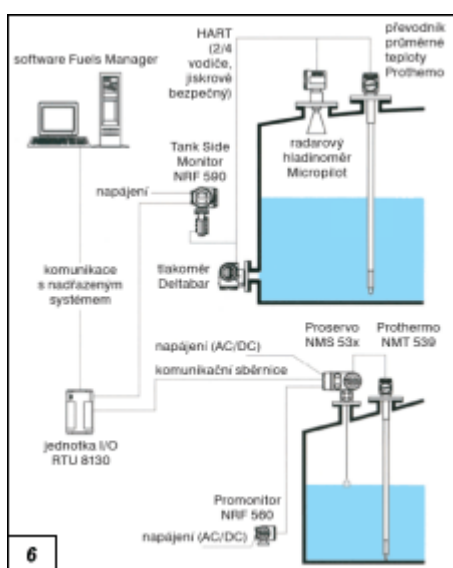 HART
(2/4
vodiče,
jiskrově
bezpečný)
převodník
průměrné
teploty
Prothermo
software Fuels Manager
Tank Side
Monitor
NRF 590
radarový
hladinoměr
Micropilot
napájení
komunikace
s nadřazeným
systémem
tlakoměr
Deltabar
Proservo
NMS 53x
Prothermo
NMT 539
napájení (AC/DC)
komunikační sběrnice
jednotka I/O
RTU 8130
Promonitor
NRF 560
napájení (AC/DC)
6